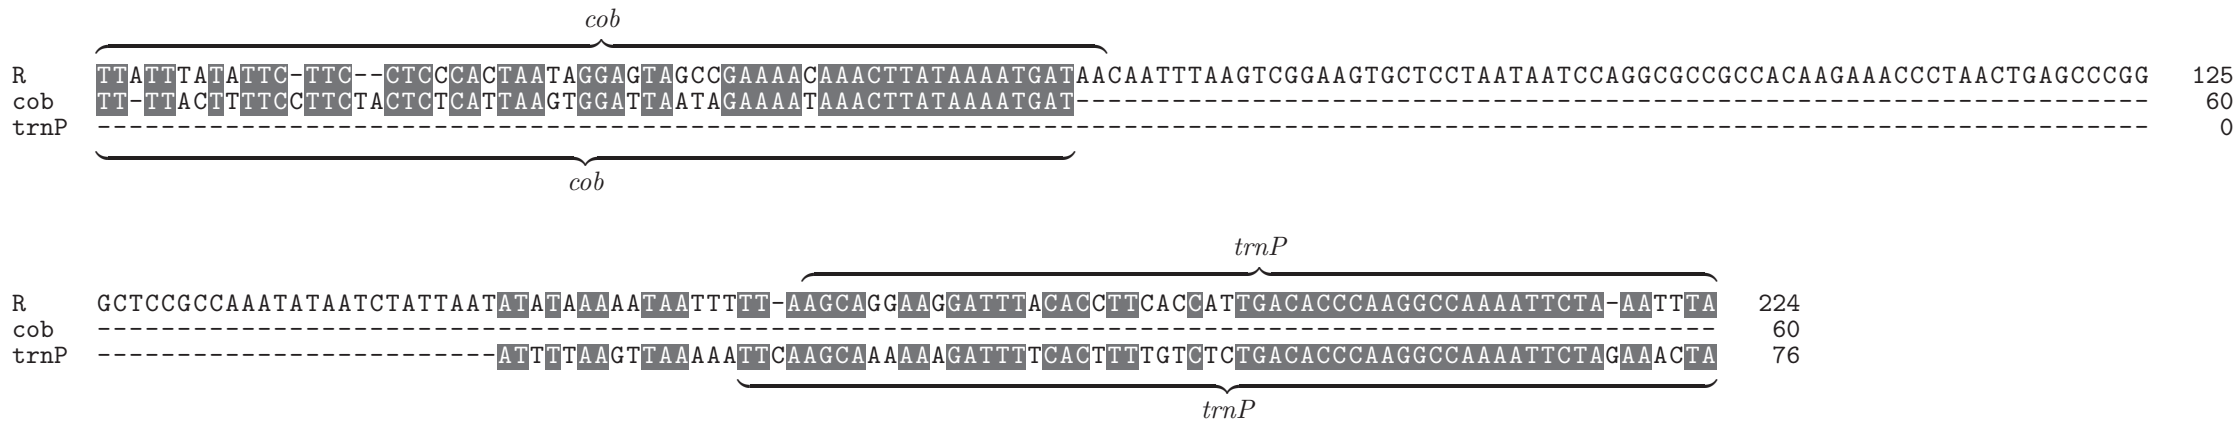 cob
R TTATTTATATTC-TTC--CTCCCACTAATAGGAGTAGCCGAAAACAAACTTATAAAATGATAACAATTTAAGTCGGAAGTGCTCCTAATAATCCAGGCGCCGCCACAAGAAACCCTAACTGAGCCCGG 125
cob TT-TTACTTTTCCTTCTACTCTCATTAAGTGGATTAATAGAAAATAAACTTATAAAATGAT------------------------------------------------------------------- 60
trnP -------------------------------------------------------------------------------------------------------------------------------- 0
cob
trnP
R GCTCCGCCAAATATAATCTATTAATATATAAAAATAATTTTT-AAGCAGGAAGGATTTACACCTTCACCATTGACACCCAAGGCCAAAATTCTA-AATTTA 224
cob ----------------------------------------------------------------------------------------------------- 60
trnP -------------------------ATTTTAAGTTAAAAATTCAAGCAAAAAAGATTTTCACTTTTGTCTCTGACACCCAAGGCCAAAATTCTAGAAACTA 76
trnP